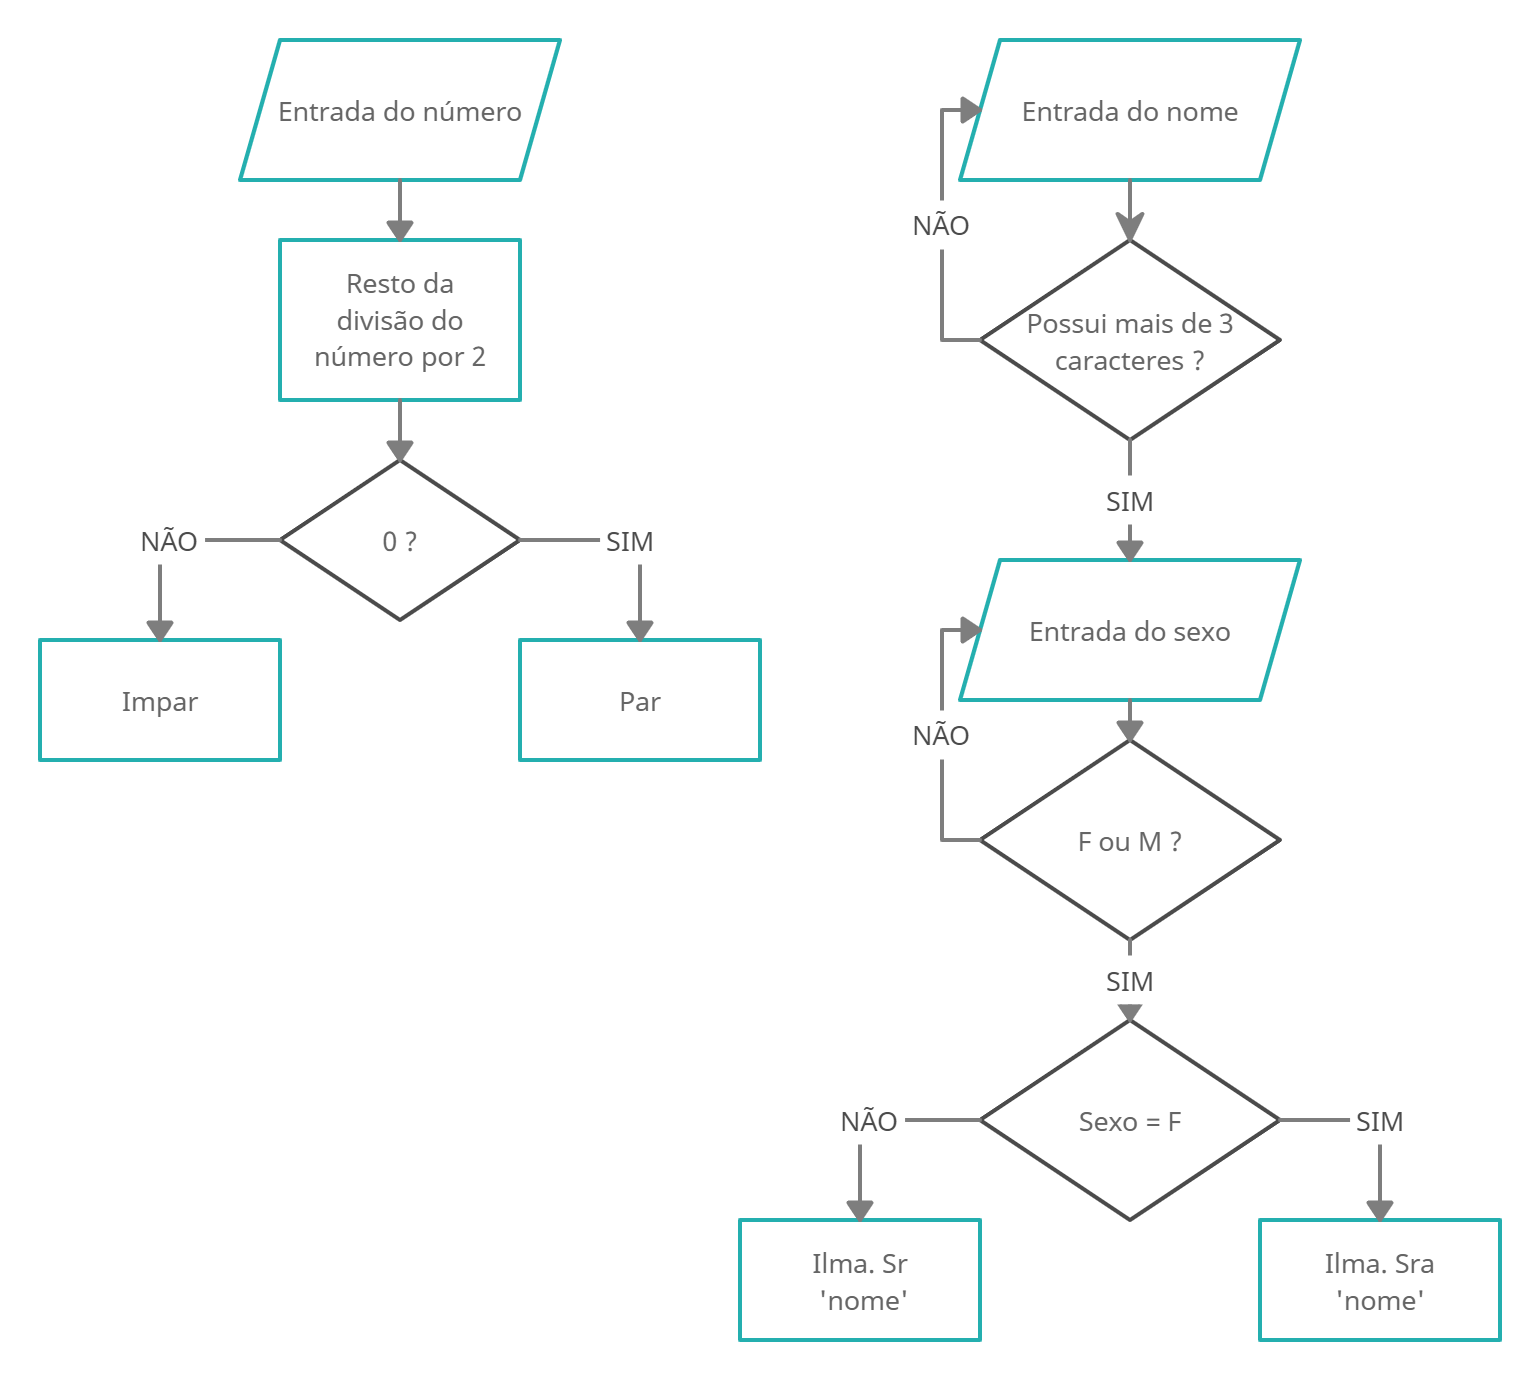 Entrada do número
Resto da
divisão do
número por 2
0 ?
NÃO
SIM
Impar
Par
Entrada do nome
NÃO
Possui mais de 3
caracteres ?
SIM
Entrada do sexo
NÃO
F ou M ?
SIM
Sexo = F
NÃO
SIM
Ilma. Sr
'nome'
Ilma. Sra
'nome'